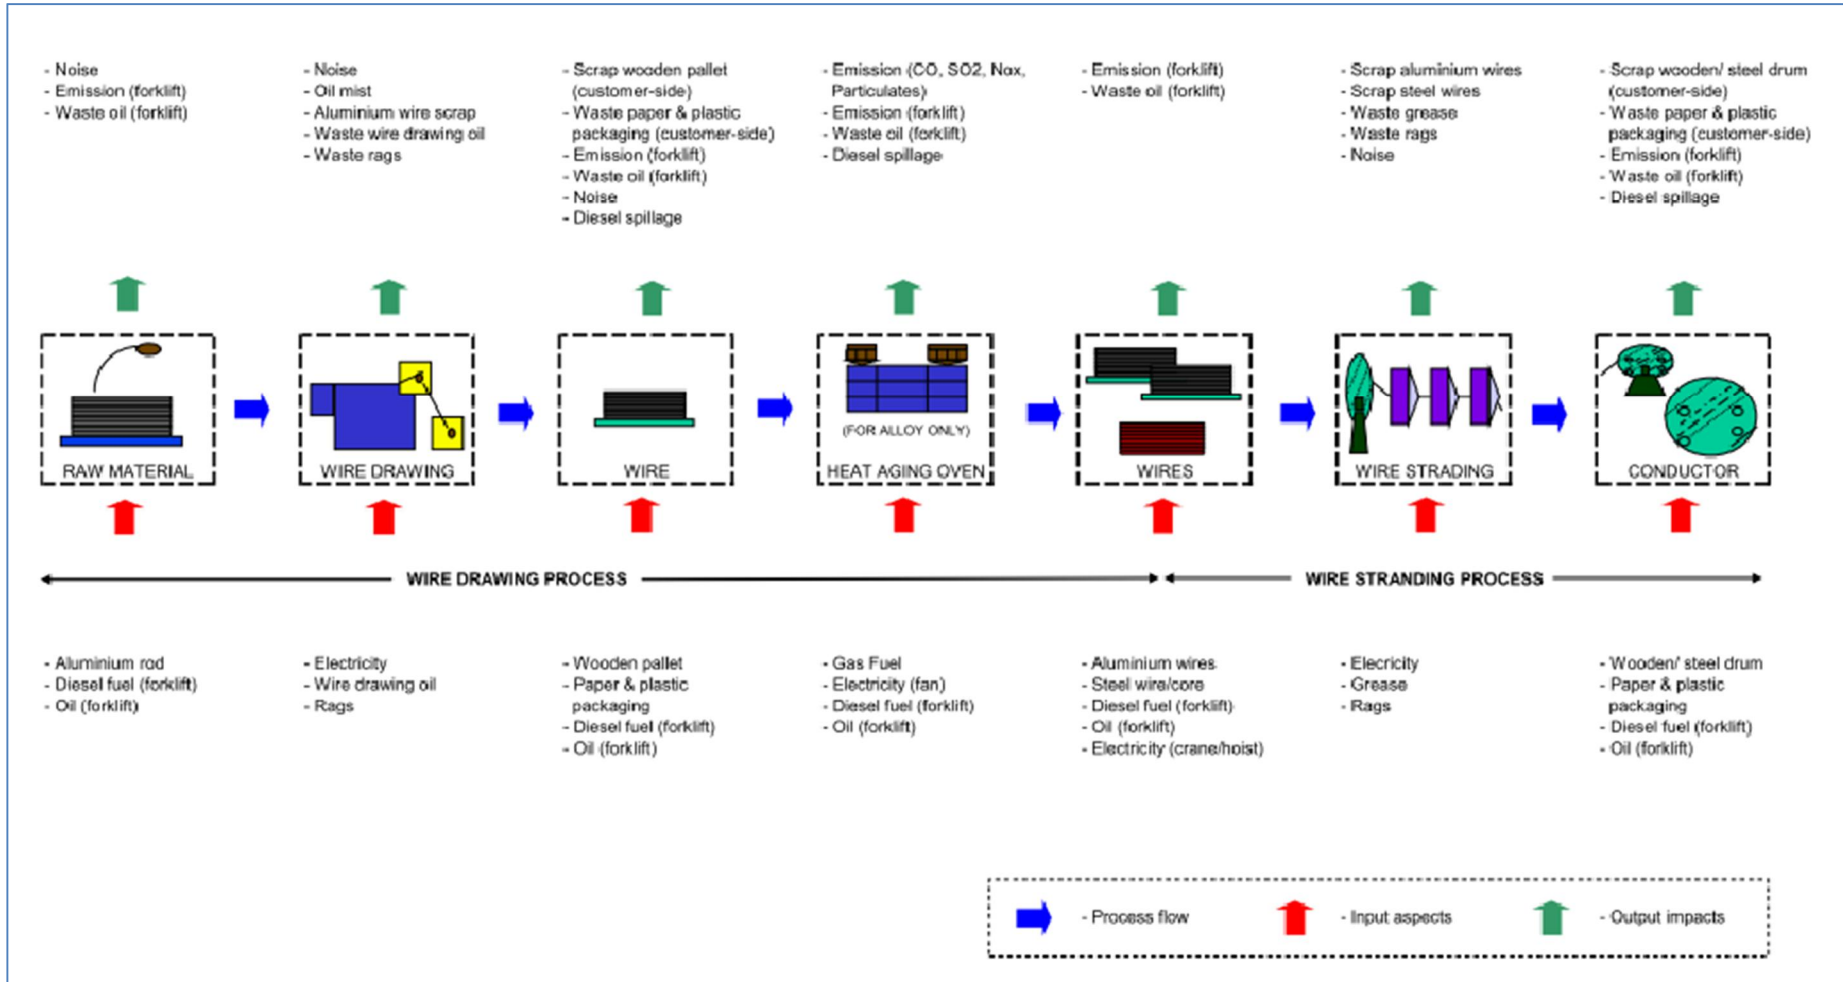 - Noise
- Emission (forklift)
- Waste oil (forklift)
- Noise
- Oil mist
- Aluminium wire scrap
- Waste wire drawing oil
- Waste rags
- Scrap wooden pallet
(customer-side)
- Waste paper & plastic
packaging (customer-side)
- Emission (forklift)
- Waste oil (forklift)
- Noise
- Diesel spillage
- Emission (CO, SO2, Nox,
Particulates)
- Emission (forklift)
- Waste oil (forklift)
- Diesel spillage
- Emission (forklift)
- Waste oil (forklift)
- Scrap aluminium wires
- Scrap steel wires
- Waste grease
- Waste rags
- Noise
- Scrap wooden/ steel drum
(customer-side)
- Waste paper & plastic
packaging (customer-side)
- Emission (forklift)
- Waste oil (forklift)
- Diesel spillage
RAW MATERIAL
WIRE DRAWING
WIRE
(FOR ALLOY ONLY)
HEAT AGING OVEN
WIRES
WIRE STRADING
CONDUCTOR
WIRE DRAWING PROCESS
WIRE STRANDING PROCESS
- Aluminium rod
- Diesel fuel (forklift)
- Oil (forklift)
- Electricity
- Wire drawing oil
- Rags
- Wooden pallet
- Paper & plastic
packaging
- Diesel fuel (forklift)
- Oil (forklift)
- Gas Fuel
- Electricity (fan)
- Diesel fuel (forklift)
- Oil (forklift)
- Aluminium wires
- Steel wire/core
- Diesel fuel (forklift)
- Oil (forklift)
- Electricity (crane/hoist)
- Elecricity
- Grease
- Rags
- Wooden/ steel drum
- Paper & plastic
packaging
- Diesel fuel (forklift)
- Oil (forklift)
- Process flow
- Input aspects
- Output impacts